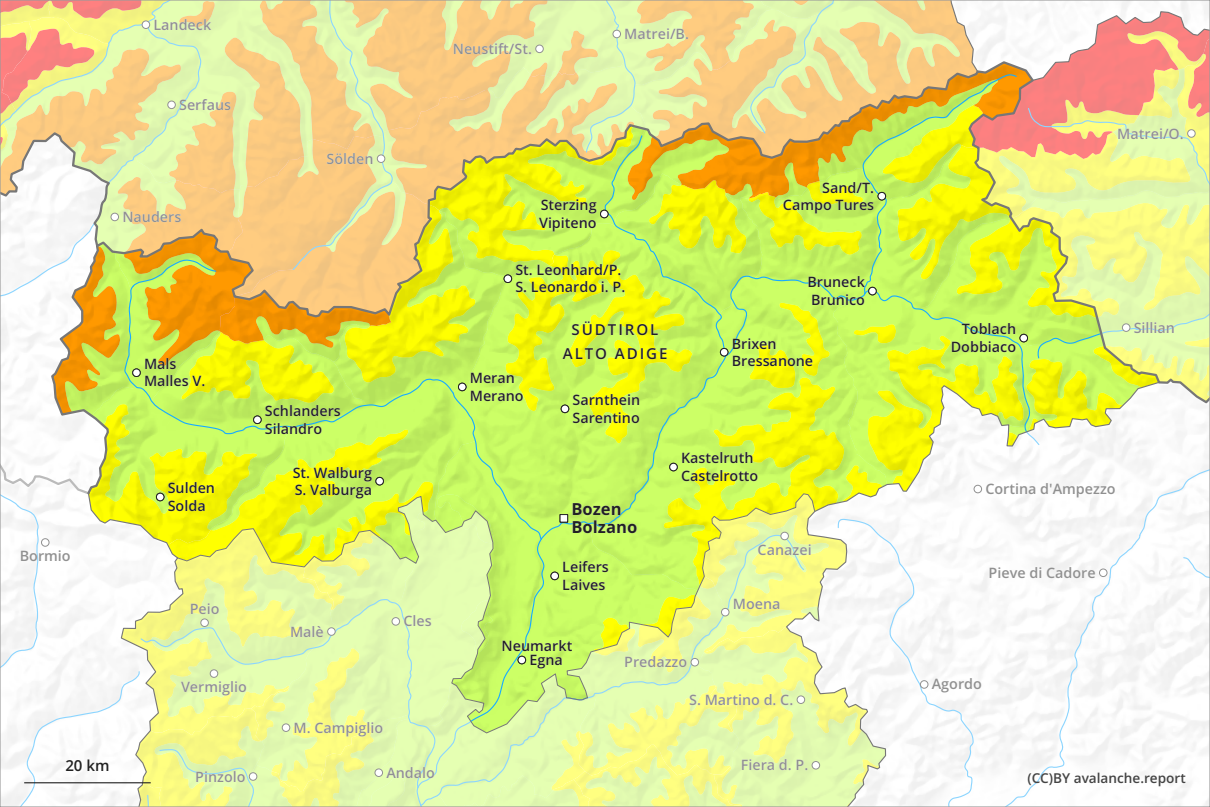 Landeck
Matrei/B.
Neustift/St.
Serfaus
Matrei/O.
Sölden
Sand/T.
Campo Tures
Sterzing
Vipiteno
Nauders
St. Leonhard/P.
S. Leonardo i. P.
Bruneck
Brunico
SÜDTIROL
ALTO ADIGE
Toblach
Dobbiaco
Sillian
Brixen
Bressanone
Mals
Malles V.
Meran
Merano
Sarnthein
Sarentino
Schlanders
Silandro
Kastelruth
Castelrotto
St. Walburg
S. Valburga
Sulden
Solda
Cortina d'Ampezzo
Bozen
Bolzano
Bormio
Canazei
Leifers
Laives
Pieve di Cadore
Peio
Moena
Cles
Malè
Neumarkt
Egna
Predazzo
Vermiglio
Agordo
S. Martino d. C.
M. Campiglio
20 km
Pinzolo
Andalo
Fiera d. P.
(CC)BY avalanche.report